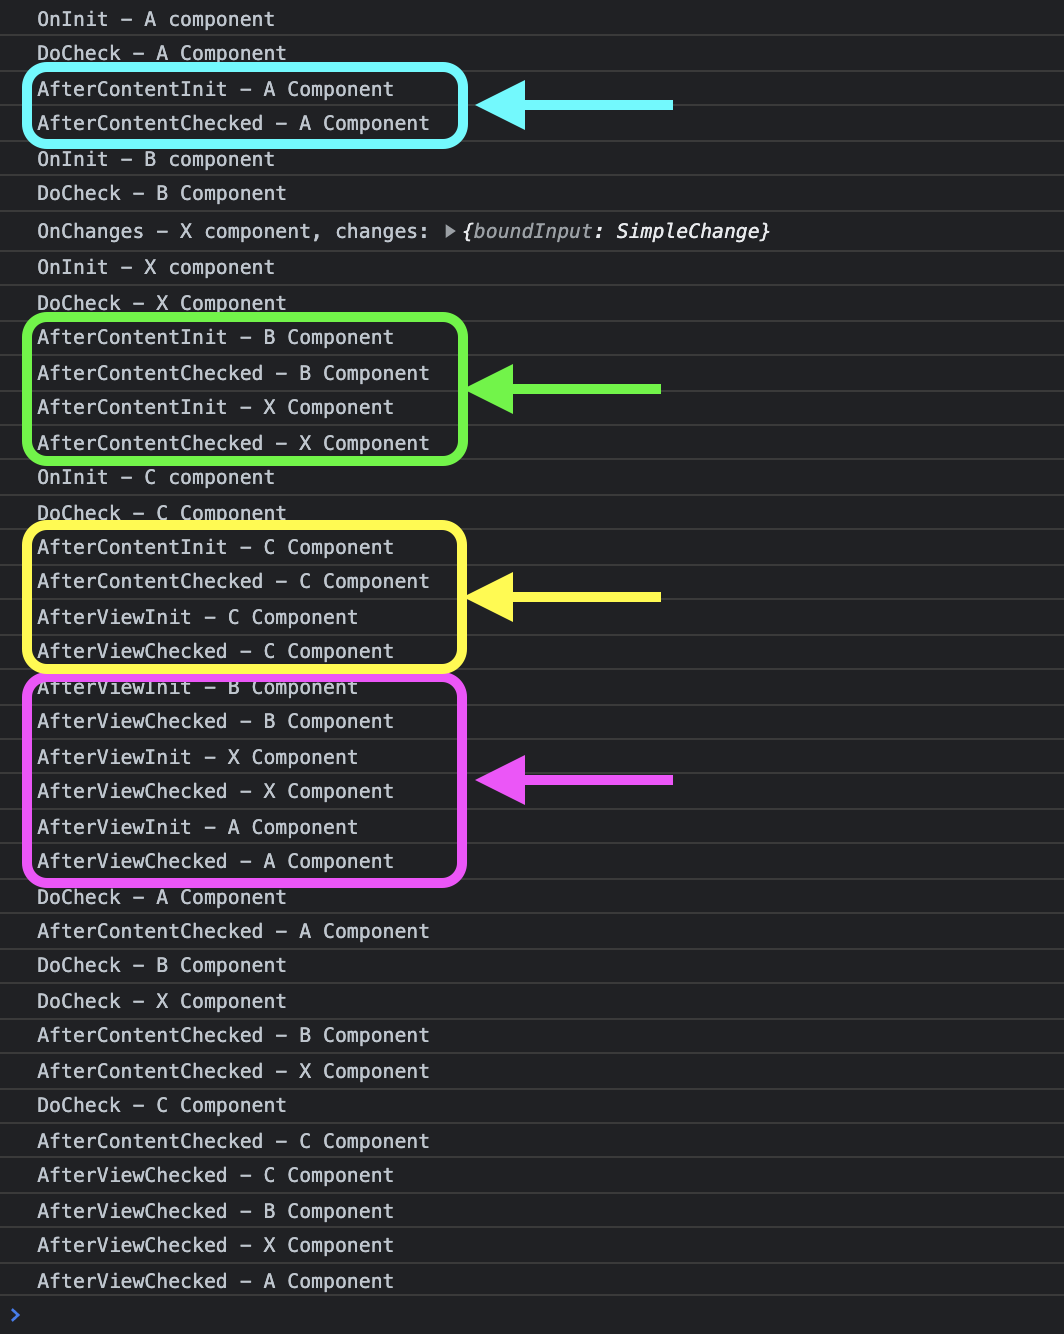 OnInit – A component
DoCheck – A Component
AfterContentInit – A Component
AfterContentChecked – A Component
OnInit – B component
DoCheck – B Component
OnChanges – X component, changes: ▶{boundInput: SimpleChange}
OnInit – X component
DoCheck – X Component
AfterContentInit – B Component
AfterContentChecked – B Component
AfterContentInit – X Component
AfterContentChecked – X Component
OnInit – C component
DoCheck – C Component
AfterContentInit – C Component
AfterContentChecked – C Component
AfterViewInit – C Component
AfterViewChecked – C Component
AfterViewInit – B Component
AfterViewChecked – B Component
AfterViewInit – X Component
AfterViewChecked – X Component
AfterViewInit – A Component
AfterViewChecked – A Component
DoCheck – A Component
AfterContentChecked – A Component
DoCheck – B Component
DoCheck – X Component
AfterContentChecked – B Component
AfterContentChecked – X Component
DoCheck – C Component
AfterContentChecked – C Component
AfterViewChecked – C Component
AfterViewChecked – B Component
AfterViewChecked – X Component
AfterViewChecked – A Component